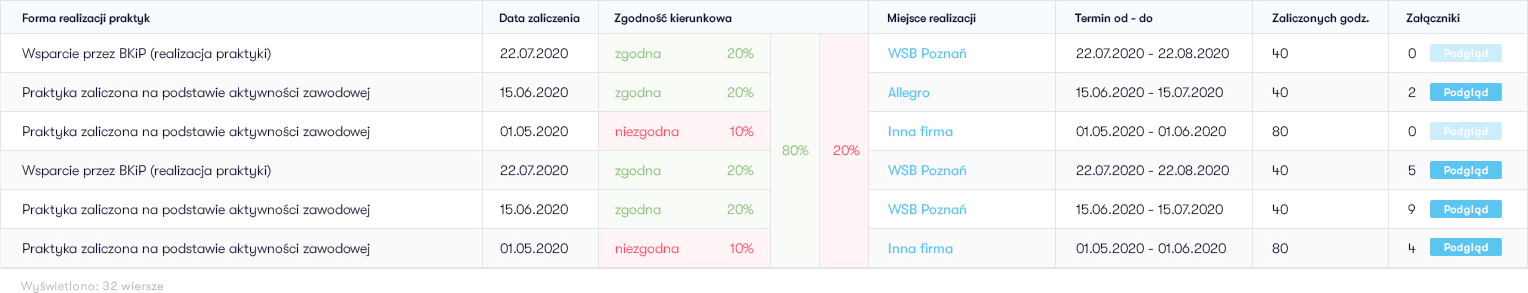 Forma realizacji praktyk Data zaliczenia Zgodność kierunkowa Miejsce realizacji Termin od - do Zaliczonych godz. Załączniki
Wsparcie przez BKiP (realizacja praktyki) 22.07.2020 zgodna 20% WSB Poznań 22.07.2020 - 22.08.2020 40 0 Podgląd
Praktyka zaliczona na podstawie aktywności zawodowej 15.06.2020 zgodna 20% Allegro 15.06.2020 - 15.07.2020 40 2 Podgląd
Praktyka zaliczona na podstawie aktywności zawodowej 01.05.2020 niezgodna 10% Inna firma 01.05.2020 - 01.06.2020 80 0 Podgląd
80% 20%
Wsparcie przez BKiP (realizacja praktyki) 22.07.2020 zgodna 20% WSB Poznań 22.07.2020 - 22.08.2020 40 5 Podgląd
Praktyka zaliczona na podstawie aktywności zawodowej 15.06.2020 zgodna 20% WSB Poznań 15.06.2020 - 15.07.2020 40 9 Podgląd
Praktyka zaliczona na podstawie aktywności zawodowej 01.05.2020 niezgodna 10% Inna firma 01.05.2020 - 01.06.2020 80 4 Podgląd
Wyświetlono: 32 wiersze